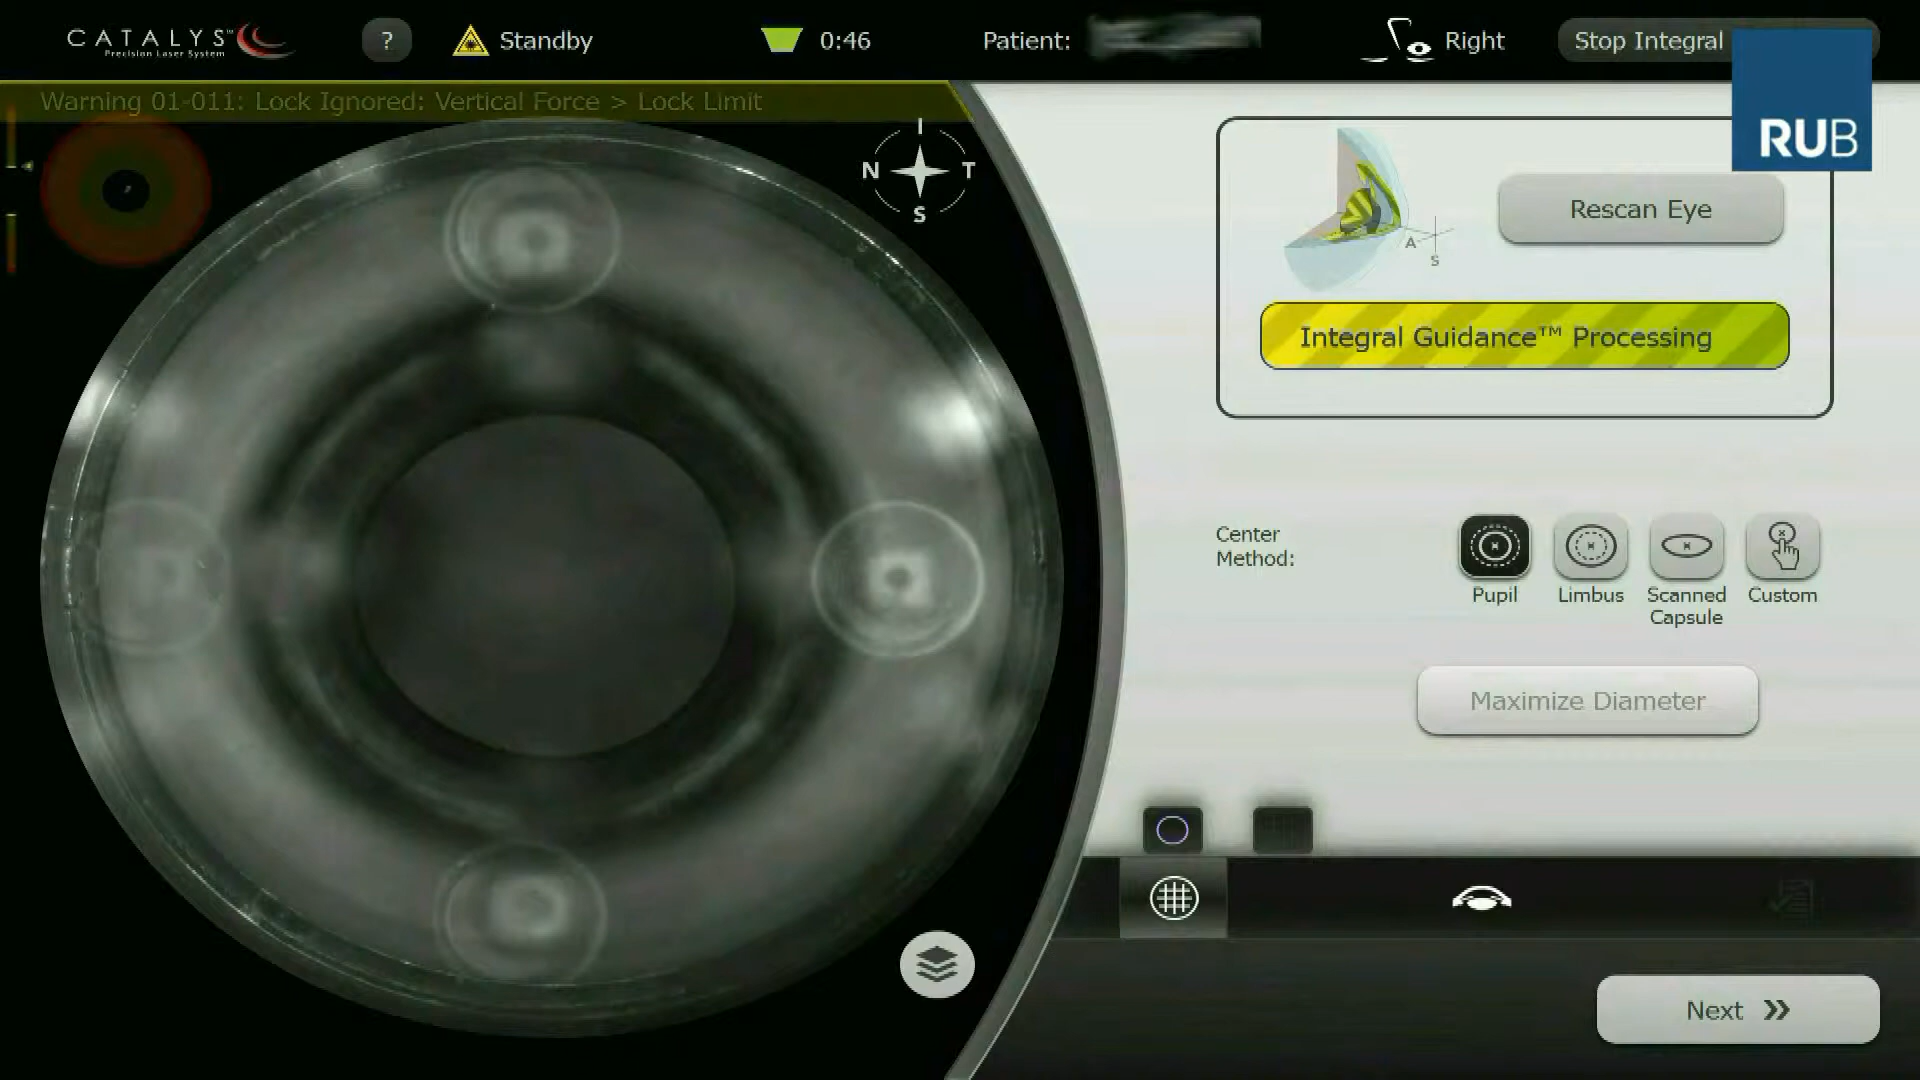 CATALYS™
Precision Laser System
?
Standby
0:46
Patient:
Right
Stop Integral
RUB
Warning 01-011: Lock Ignored: Vertical Force > Lock Limit
I
N
T
S
A
S
Rescan Eye
Integral Guidance™ Processing
Center
Method:
Pupil
Limbus
Scanned
Capsule
Custom
Maximize Diameter
Next »